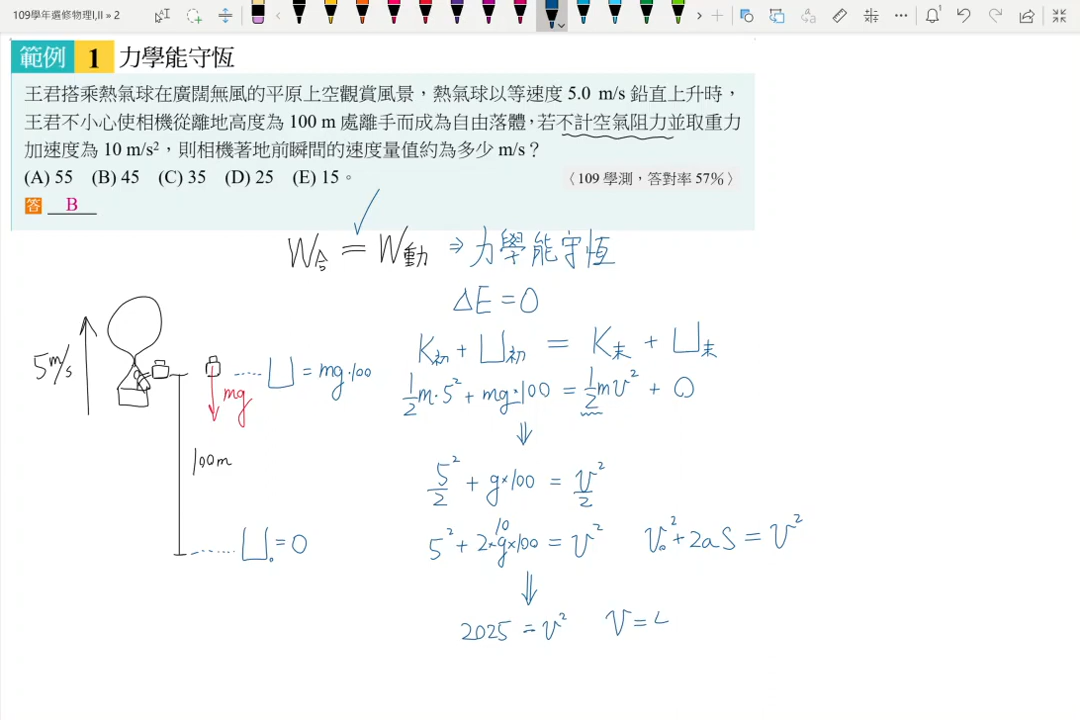 109學年選修物理I,II » 2
範例 1 力學能守恆
王君搭乘熱氣球在廣闊無風的平原上空觀賞風景，熱氣球以等速度 5.0 m/s 鉛直上升時，
王君不小心使相機從離地高度為 100 m 處離手而成為自由落體，若不計空氣阻力並取重力
加速度為 10 m/s²，則相機著地前瞬間的速度量值約為多少 m/s？
(A) 55 (B) 45 (C) 35 (D) 25 (E) 15。
〈109 學測，答對率 57%〉
答 B
W合 = W動 ⇒ 力學能守恆
ΔE = 0
K初 + U初 = K末 + U末
5 m/s
U = mg·100
½m·5² + mg·100 = ½mv² + 0
mg
100m
5²/2 + g×100 = v²/2
U = 0
5² + 2×g×100 = v²
10
v₀² + 2aS = v²
2025 = v²
v = 4